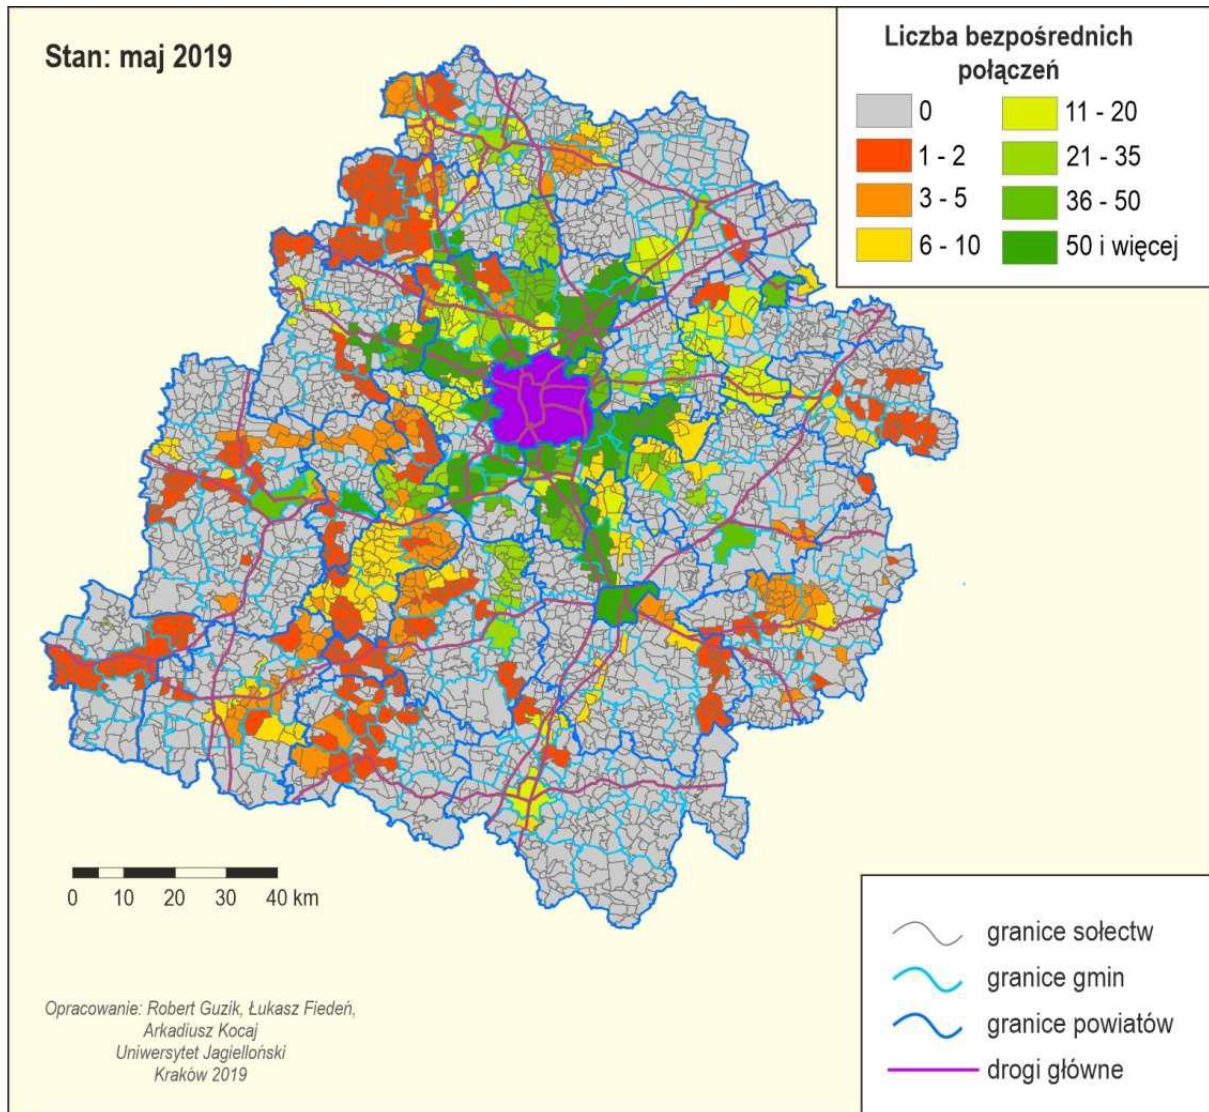 Stan: maj 2019
Liczba bezpośrednich
połączeń
0
1 - 2
3 - 5
6 - 10
11 - 20
21 - 35
36 - 50
50 i więcej
0 10 20 30 40 km
granice sołectw
granice gmin
granice powiatów
drogi główne
Opracowanie: Robert Guzik, Łukasz Fiedeń,
Arkadiusz Kocaj
Uniwersytet Jagielloński
Kraków 2019